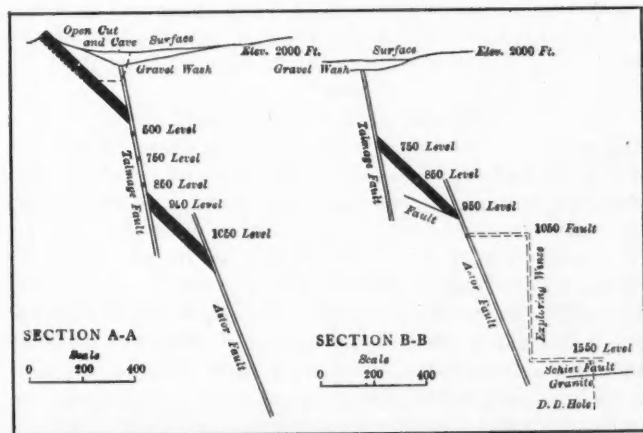 Open Cut
and Cave
Surface
Elev. 2000 Ft.
Gravel Wash
500 Level
750 Level
Talmage Fault
850 Level
940 Level
1050 Level
Astor Fault
SECTION A-A
Scale
0 200 400
Surface
Elev. 2000 Ft.
Gravel Wash
Talmage Fault
750 Level
850 Level
950 Level
Fault
1050 Fault
Astor Fault
Exploring Winze
1550 Level
Schist Fault
Granite
D. D. Hole
SECTION B-B
Scale
0 200 400